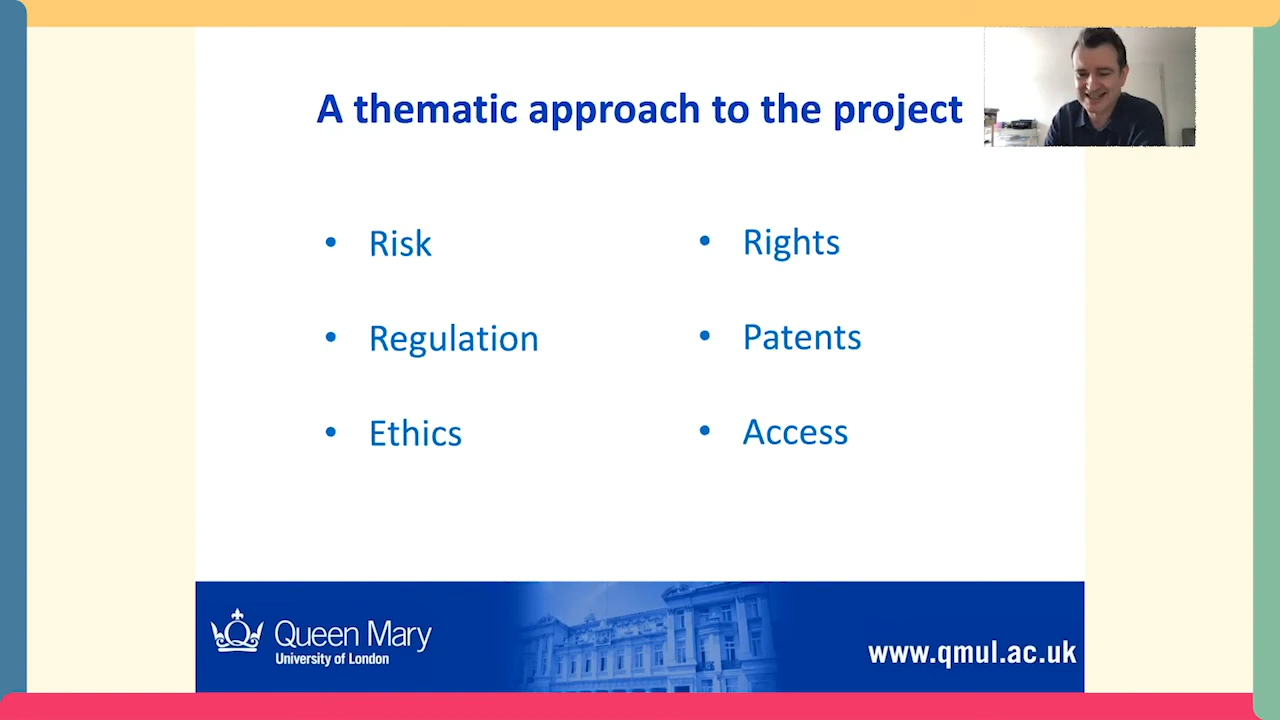 A thematic approach to the project
• Risk
• Regulation
• Ethics
• Rights
• Patents
• Access
Queen Mary
University of London
www.qmul.ac.uk